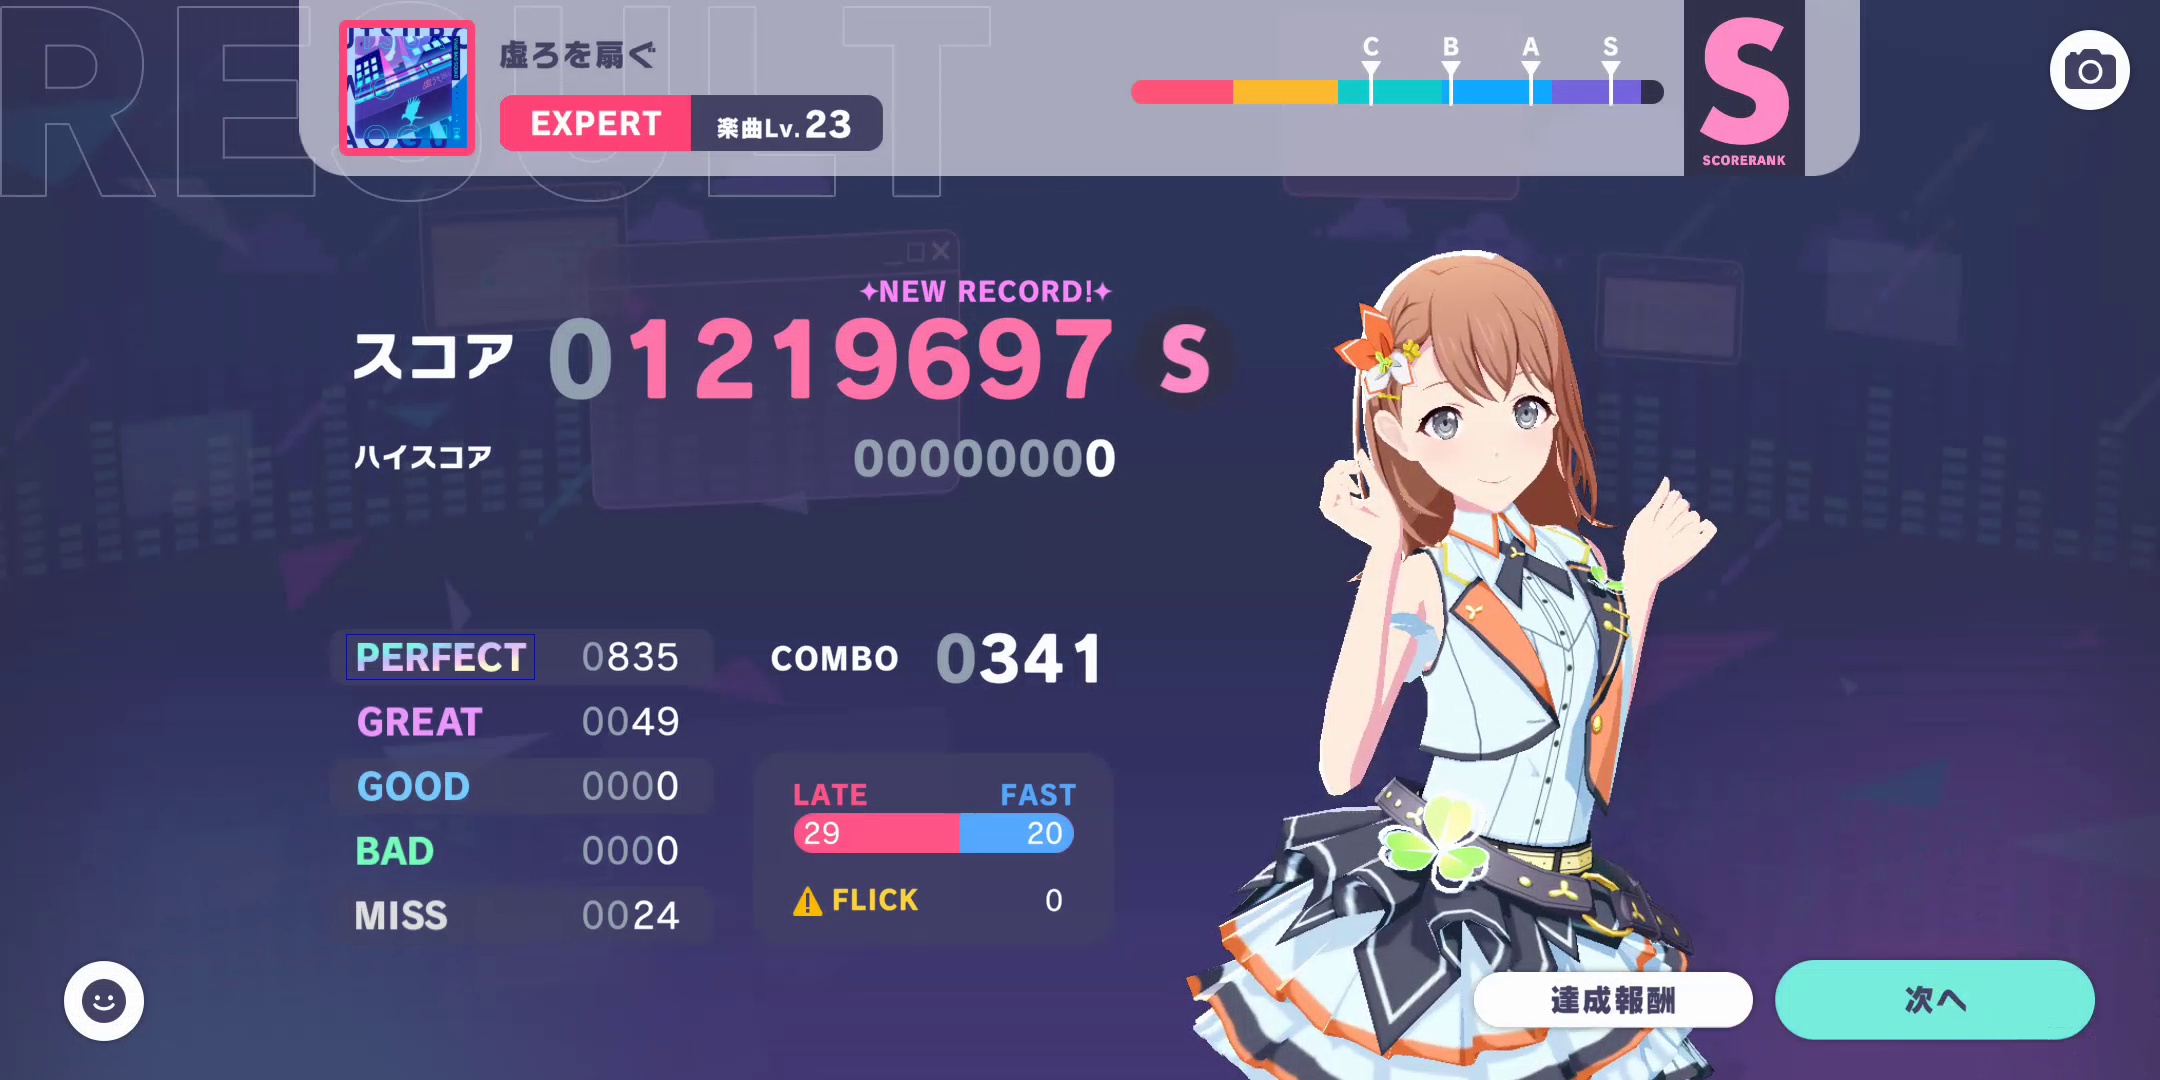 RESULT
虚ろを扇ぐ
EXPERT 楽曲Lv.23
C B A S
S
SCORERANK
NEW RECORD!
スコア 01219697 S
ハイスコア 00000000
PERFECT 0835
COMBO 0341
GREAT 0049
GOOD 0000
LATE FAST
29 20
BAD 0000
FLICK 0
MISS 0024
達成報酬
次へ